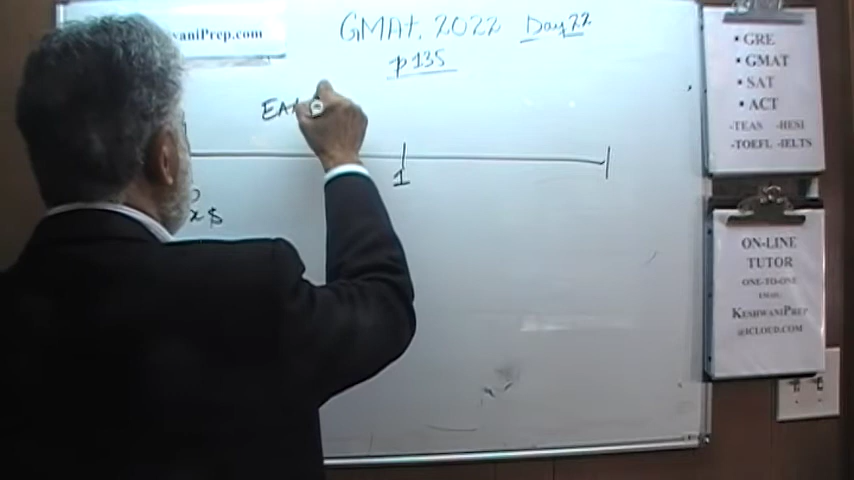 GMAT. 2022 Day 22
vaniPrep.com
p135
EA
1
x $
• GRE
• GMAT
• SAT
• ACT
-TEAS -HESI
-TOEFL -IELTS
ON-LINE
TUTOR
ONE-TO-ONE
EMAIL:
KESHWANIPREP
@ICLOUD.COM